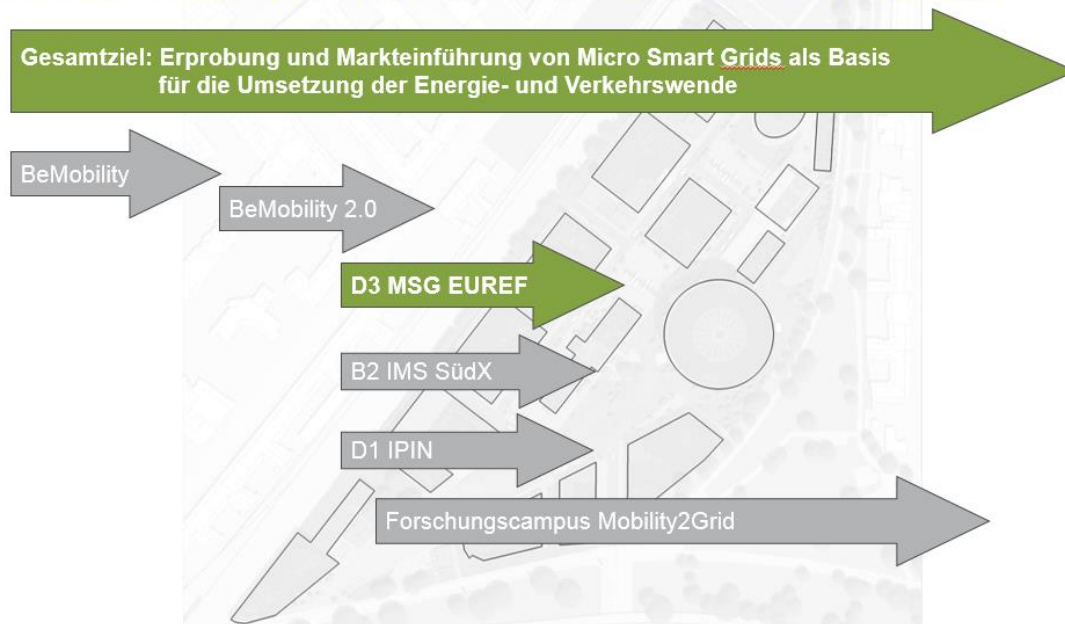 Gesamtziel: Erprobung und Markteinführung von Micro Smart Grids als Basis
für die Umsetzung der Energie- und Verkehrswende
BeMobility
BeMobility 2.0
D3 MSG EUREF
B2 IMS SüdX
D1 IPIN
Forschungscampus Mobility2Grid